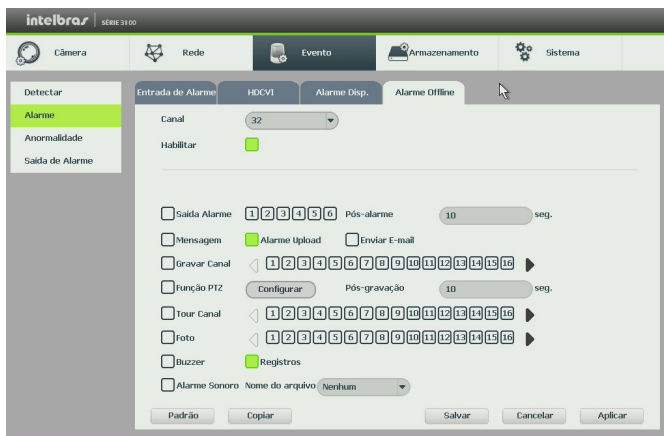 intelbras SÉRIE 3000
Câmera Rede Evento Armazenamento Sistema
Detectar
Alarme
Anormalidade
Saída de Alarme
Entrada de Alarme HDCVI Alarme Disp. Alarme Offline
Canal 32
Habilitar
Saída Alarme 1 2 3 4 5 6 Pós-alarme 10 seg.
Mensagem Alarme Upload Enviar E-mail
Gravar Canal 1 2 3 4 5 6 7 8 9 10 11 12 13 14 15 16
Função PTZ Configurar Pós-gravação 10 seg.
Tour Canal 1 2 3 4 5 6 7 8 9 10 11 12 13 14 15 16
Foto 1 2 3 4 5 6 7 8 9 10 11 12 13 14 15 16
Buzzer Registros
Alarme Sonoro Nome do arquivo Nenhum
Padrão Copiar Salvar Cancelar Aplicar